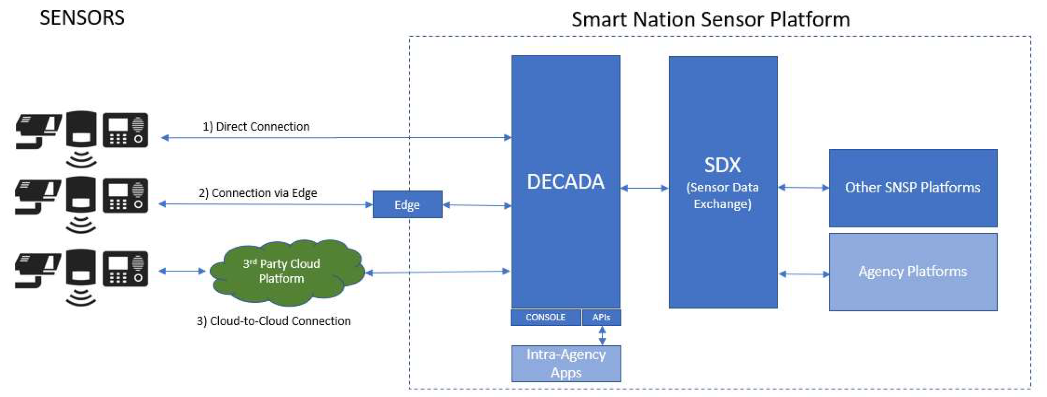 SENSORS
Smart Nation Sensor Platform
1) Direct Connection
2) Connection via Edge
Edge
3rd Party Cloud
Platform
3) Cloud-to-Cloud Connection
DECADA
CONSOLE
APIs
Intra-Agency
Apps
SDX
(Sensor Data
Exchange)
Other SNSP Platforms
Agency Platforms